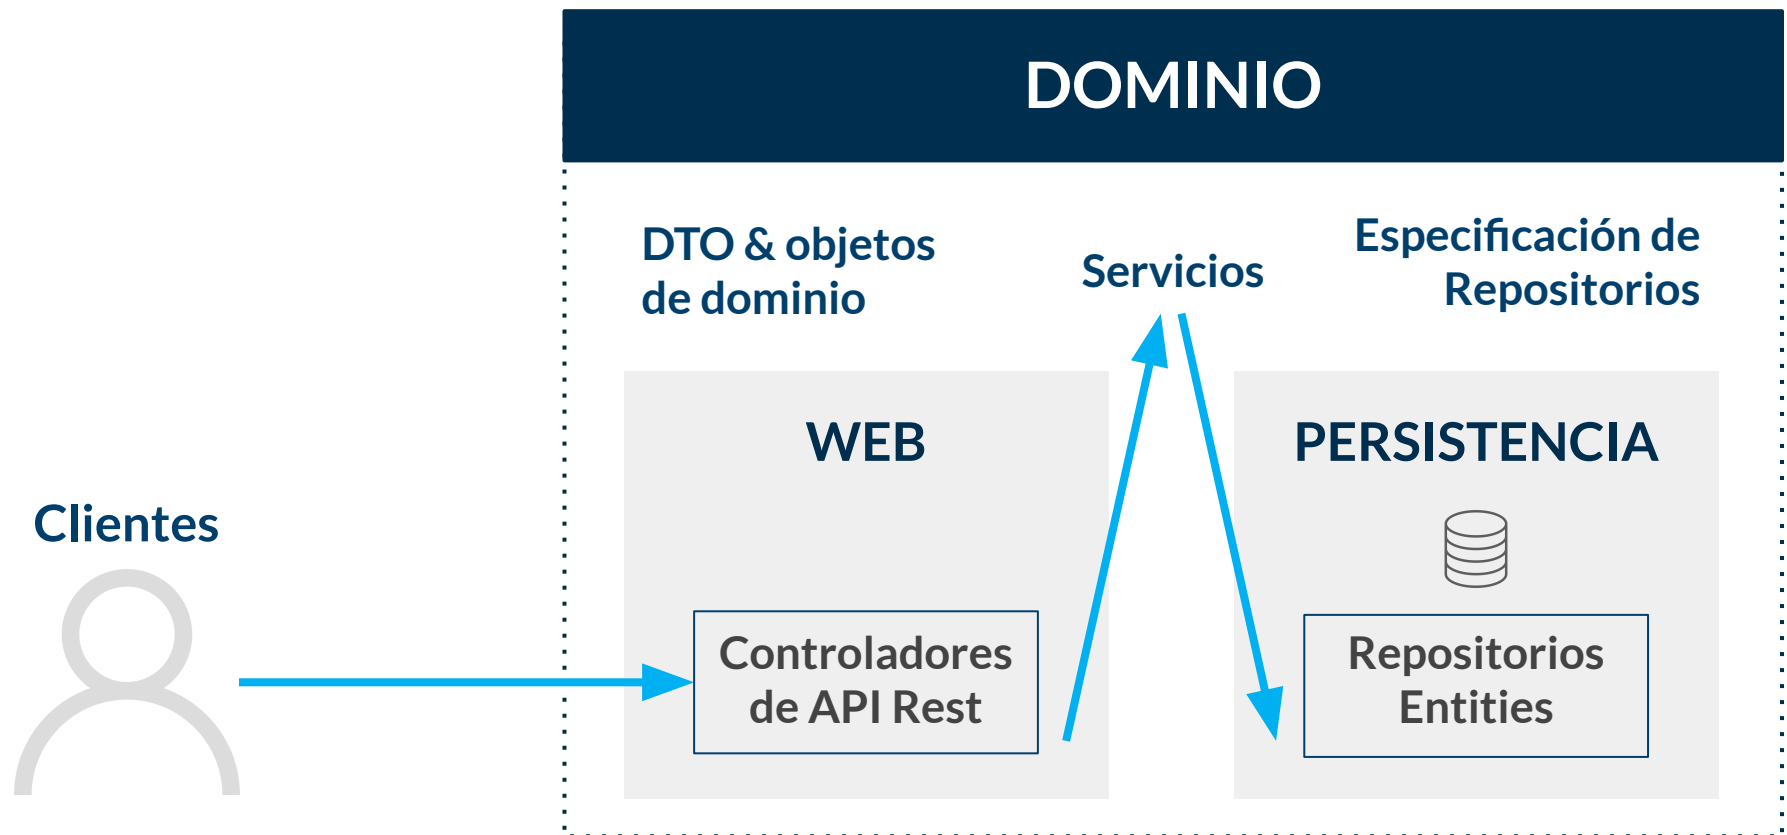 DOMINIO
DTO & objetos
de dominio
Servicios
Especificación de
Repositorios
WEB
PERSISTENCIA
Clientes
Controladores
de API Rest
Repositorios
Entities